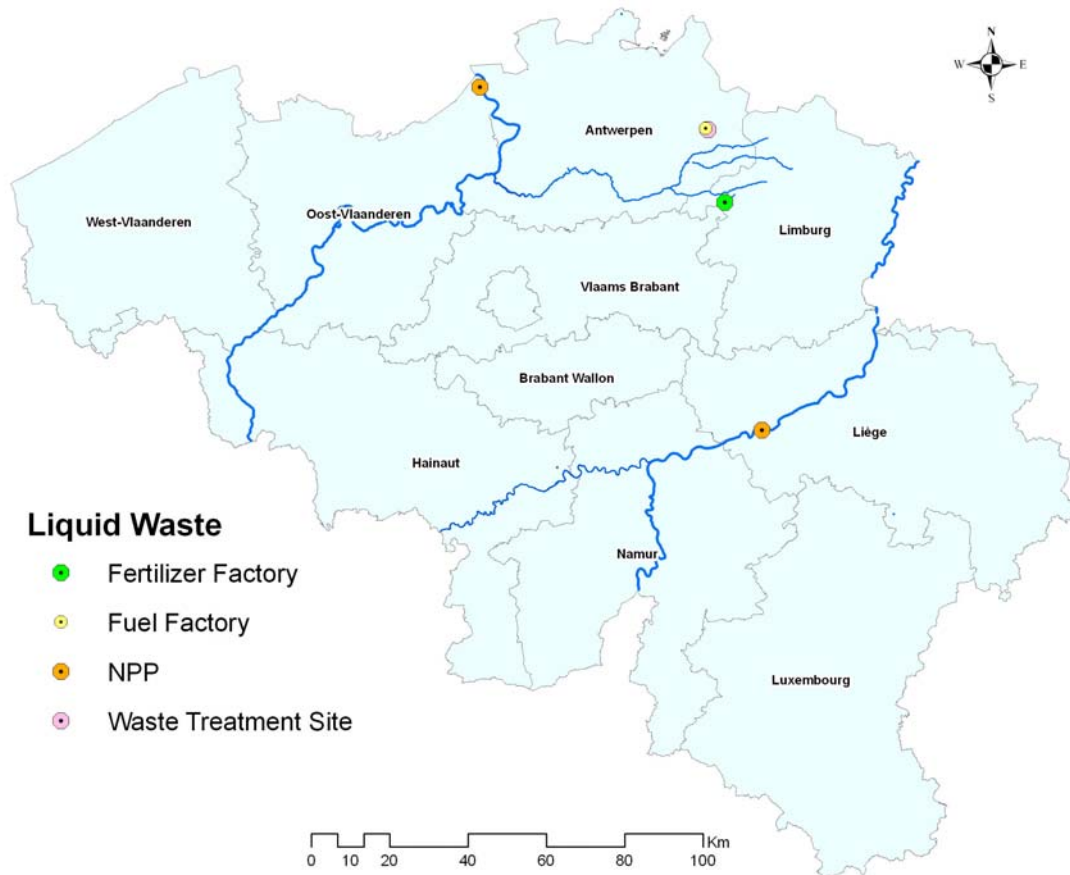 N
W E
S
Antwerpen
West-Vlaanderen
Oost-Vlaanderen
Limburg
Vlaams Brabant
Brabant Wallon
Liège
Hainaut
Namur
Luxembourg
Liquid Waste
Fertilizer Factory
Fuel Factory
NPP
Waste Treatment Site
Km
0 10 20 40 60 80 100